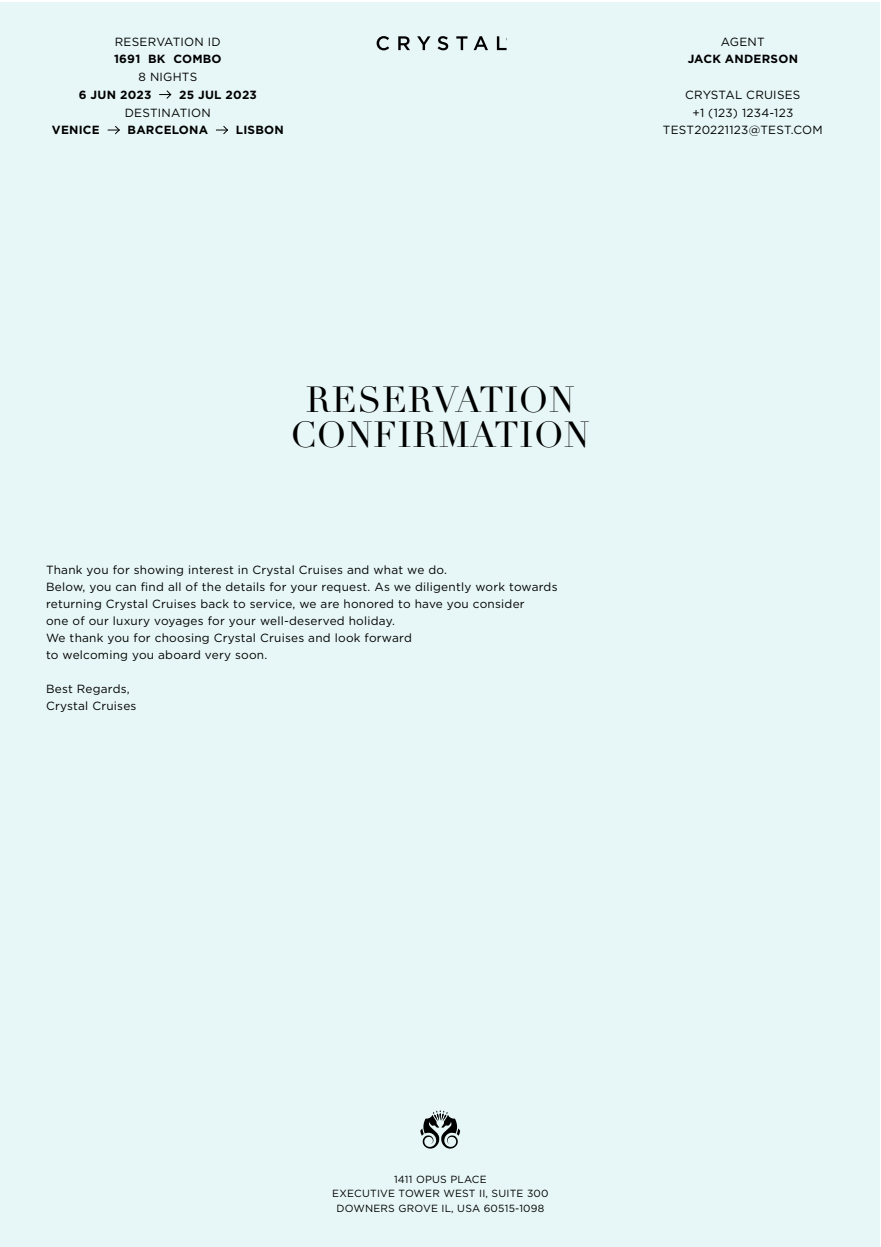 RESERVATION ID
1691 BK COMBO
8 NIGHTS
6 JUN 2023 → 25 JUL 2023
DESTINATION
VENICE → BARCELONA → LISBON
CRYSTAL
AGENT
JACK ANDERSON
CRYSTAL CRUISES
+1 (123) 1234-123
TEST20221123@TEST.COM
RESERVATION
CONFIRMATION
Thank you for showing interest in Crystal Cruises and what we do.
Below, you can find all of the details for your request. As we diligently work towards
returning Crystal Cruises back to service, we are honored to have you consider
one of our luxury voyages for your well-deserved holiday.
We thank you for choosing Crystal Cruises and look forward
to welcoming you aboard very soon.
Best Regards,
Crystal Cruises
1411 OPUS PLACE
EXECUTIVE TOWER WEST II, SUITE 300
DOWNERS GROVE IL, USA 60515-1098